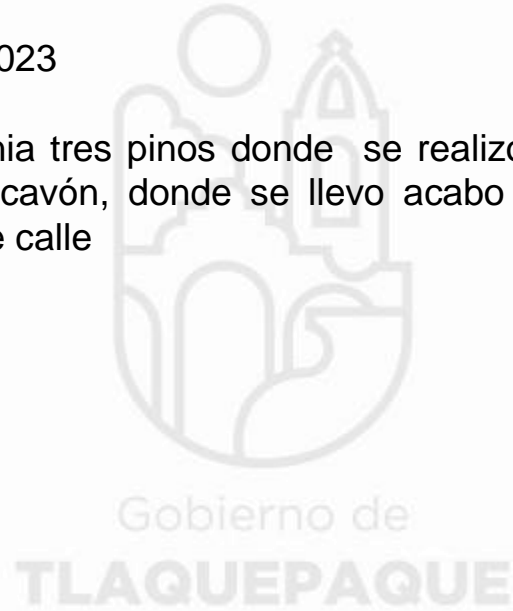 023
nia tres pinos donde se realizo
cavón, donde se llevo acabo
e calle
Gobierno de
TLAQUEPAQUE